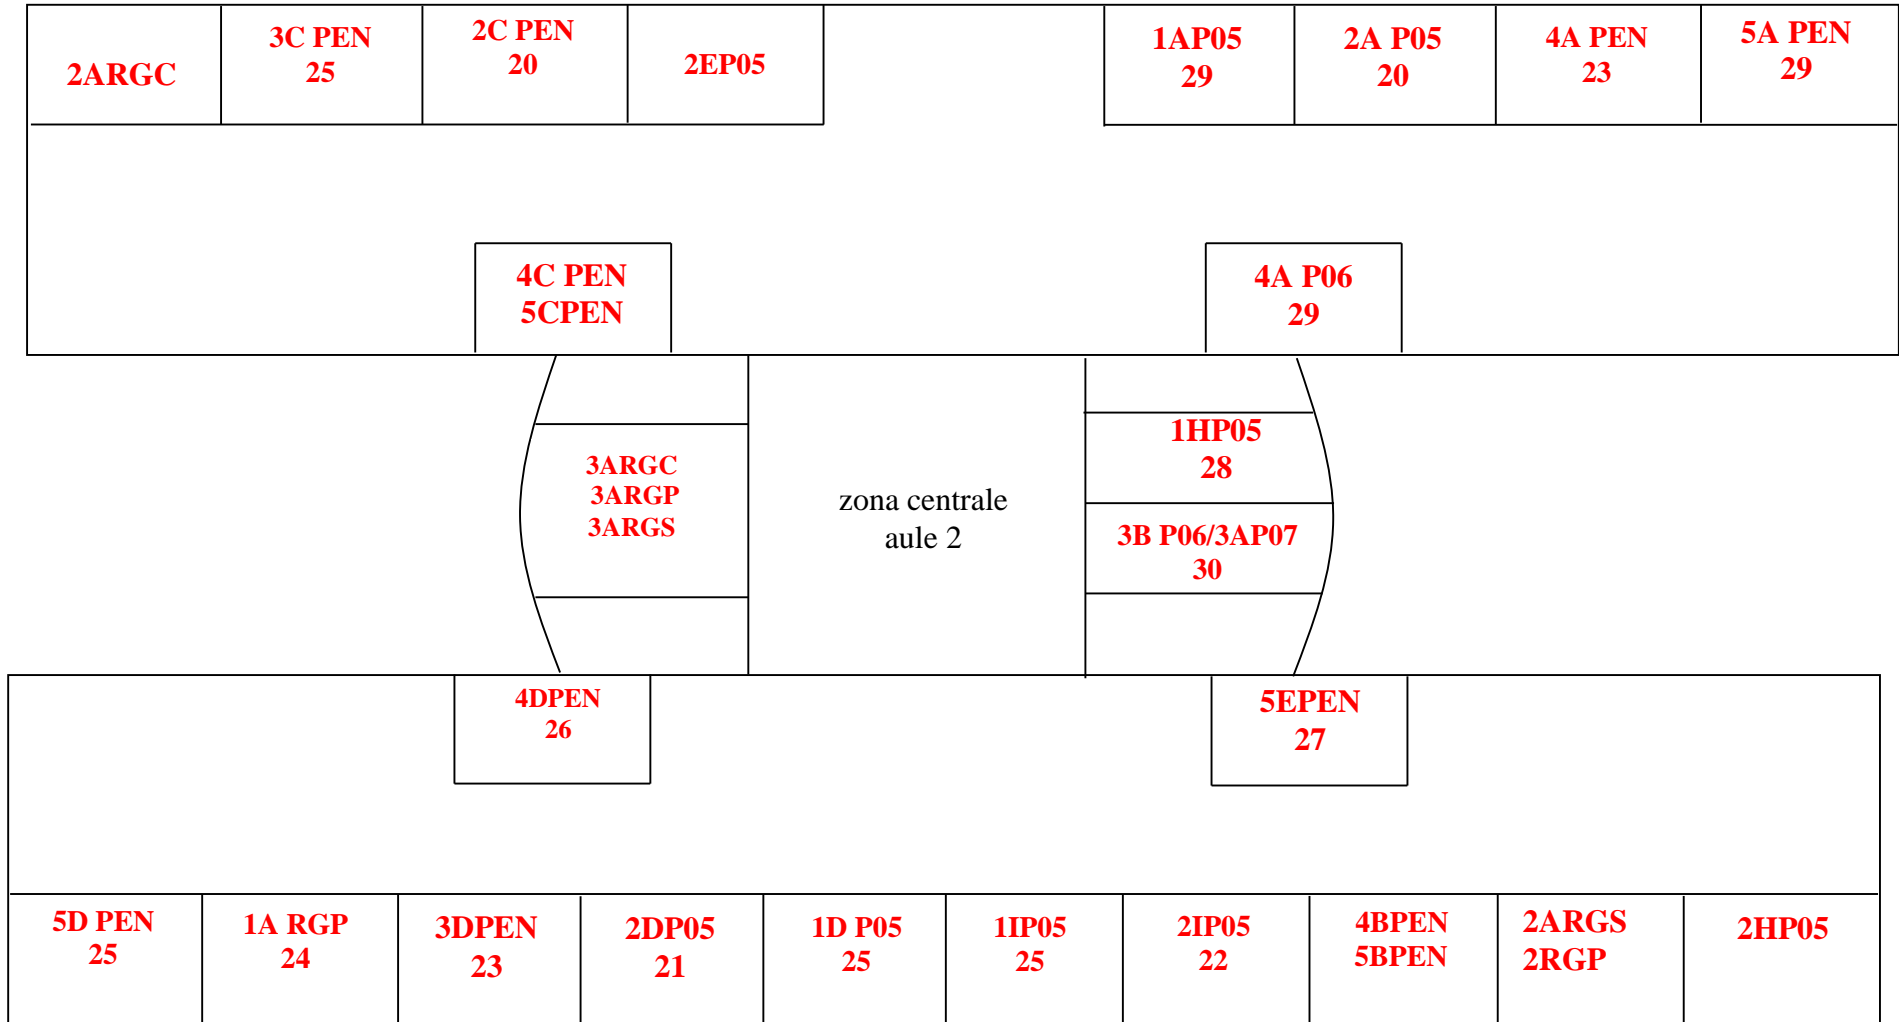 2ARGC
3C PEN
25
2C PEN
20
2EP05
1AP05
29
2A P05
20
4A PEN
23
5A PEN
29
4C PEN
5CPEN
4A P06
29
3ARGC
3ARGP
3ARGS
zona centrale
aule 2
1HP05
28
3B P06/3AP07
30
4DPEN
26
5EPEN
27
5D PEN
25
1A RGP
24
3DPEN
23
2DP05
21
1D P05
25
1IP05
25
2IP05
22
4BPEN
5BPEN
2ARGS
2RGP
2HP05